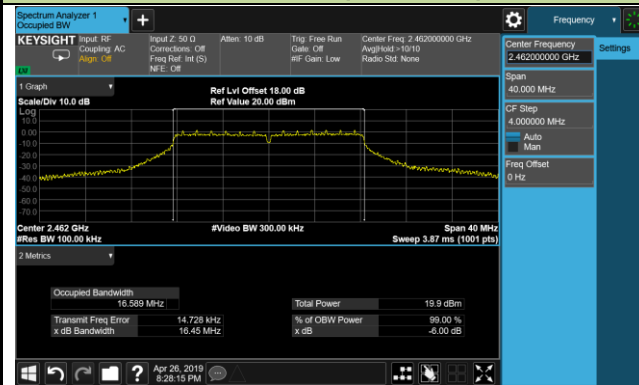 Spectrum Analyzer 1
Occupied BW
+
Frequency
KEYSIGHT
Input: RF
Coupling: AC
Align: Off
Input Z: 50 Ω
Corrections: Off
Freq Ref: Int (S)
NFE: Off
Atten: 10 dB
Trig: Free Run
Gate: Off
#IF Gain: Low
Center Freq: 2.462000000 GHz
Avg|Hold:>10/10
Radio Std: None
LXI
1 Graph
Scale/Div 10.0 dB
Ref Lvl Offset 18.00 dB
Ref Value 20.00 dBm
Log
10.0
0.00
-10.0
-20.0
-30.0
-40.0
-50.0
-60.0
-70.0
Center 2.462 GHz
#Res BW 100.00 kHz
#Video BW 300.00 kHz
Span 40 MHz
Sweep 3.87 ms (1001 pts)
2 Metrics
Occupied Bandwidth
16.589 MHz
Transmit Freq Error 14.728 kHz
x dB Bandwidth 16.45 MHz
Total Power 19.9 dBm
% of OBW Power 99.00 %
x dB -6.00 dB
Center Frequency
2.462000000 GHz
Settings
Span
40.000 MHz
CF Step
4.000000 MHz
Auto
Man
Freq Offset
0 Hz
?
Apr 26, 2019
8:28:15 PM